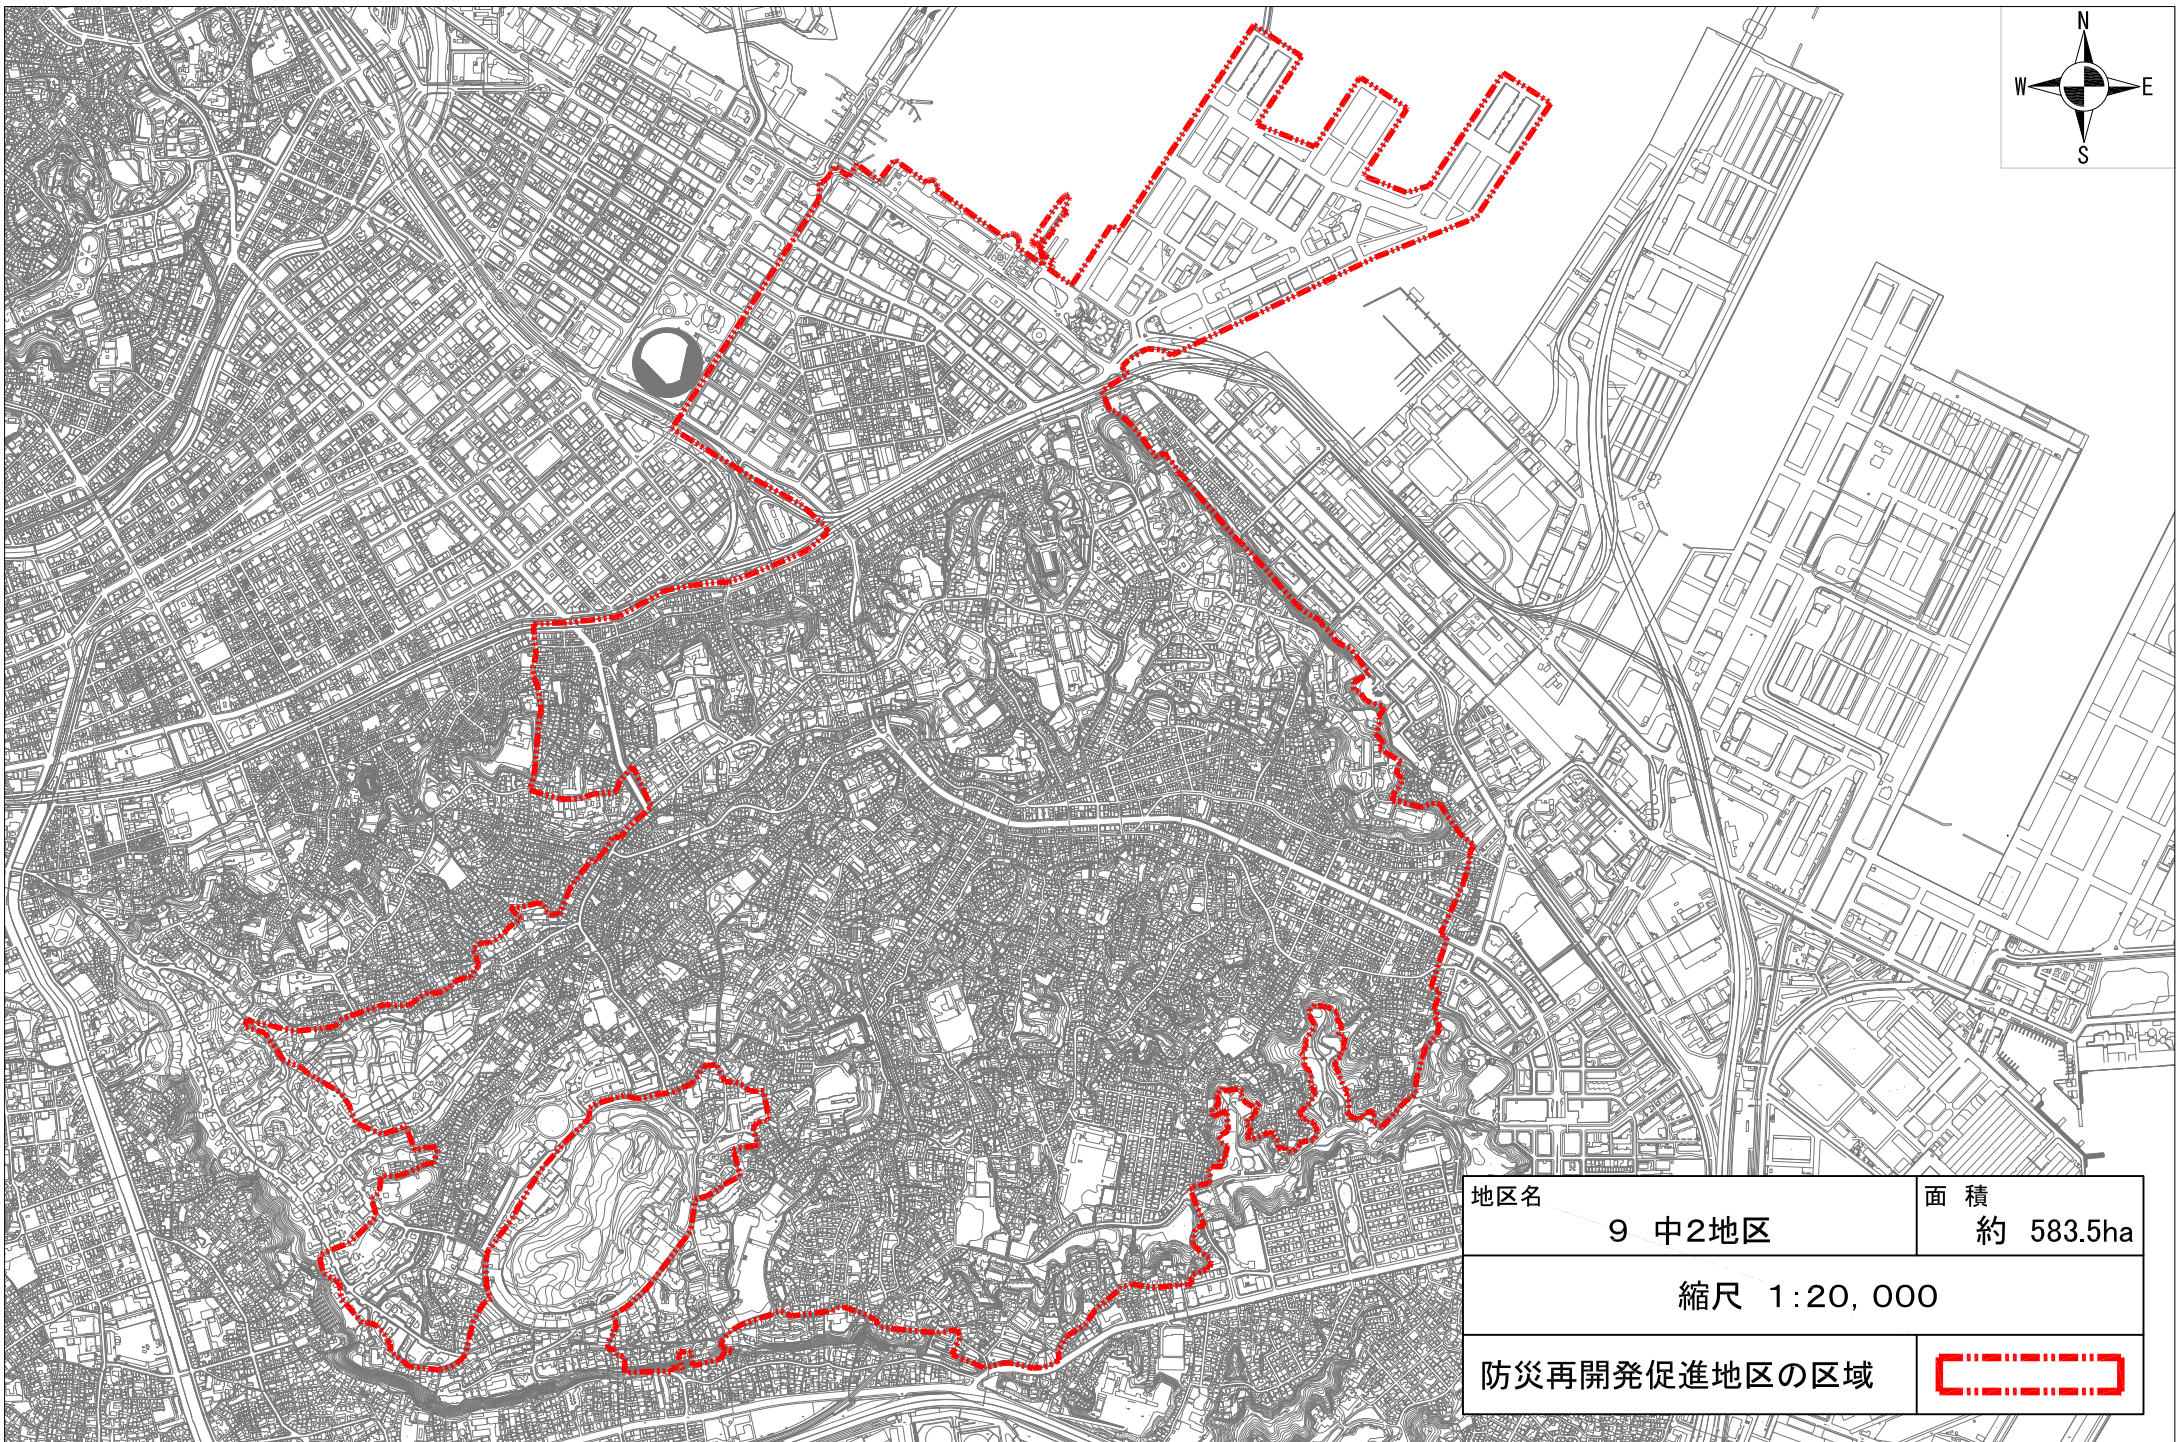 N
W E
S
地区名
9 中2地区
面 積
約 583.5ha
縮尺 1:20,000
防災再開発促進地区の区域